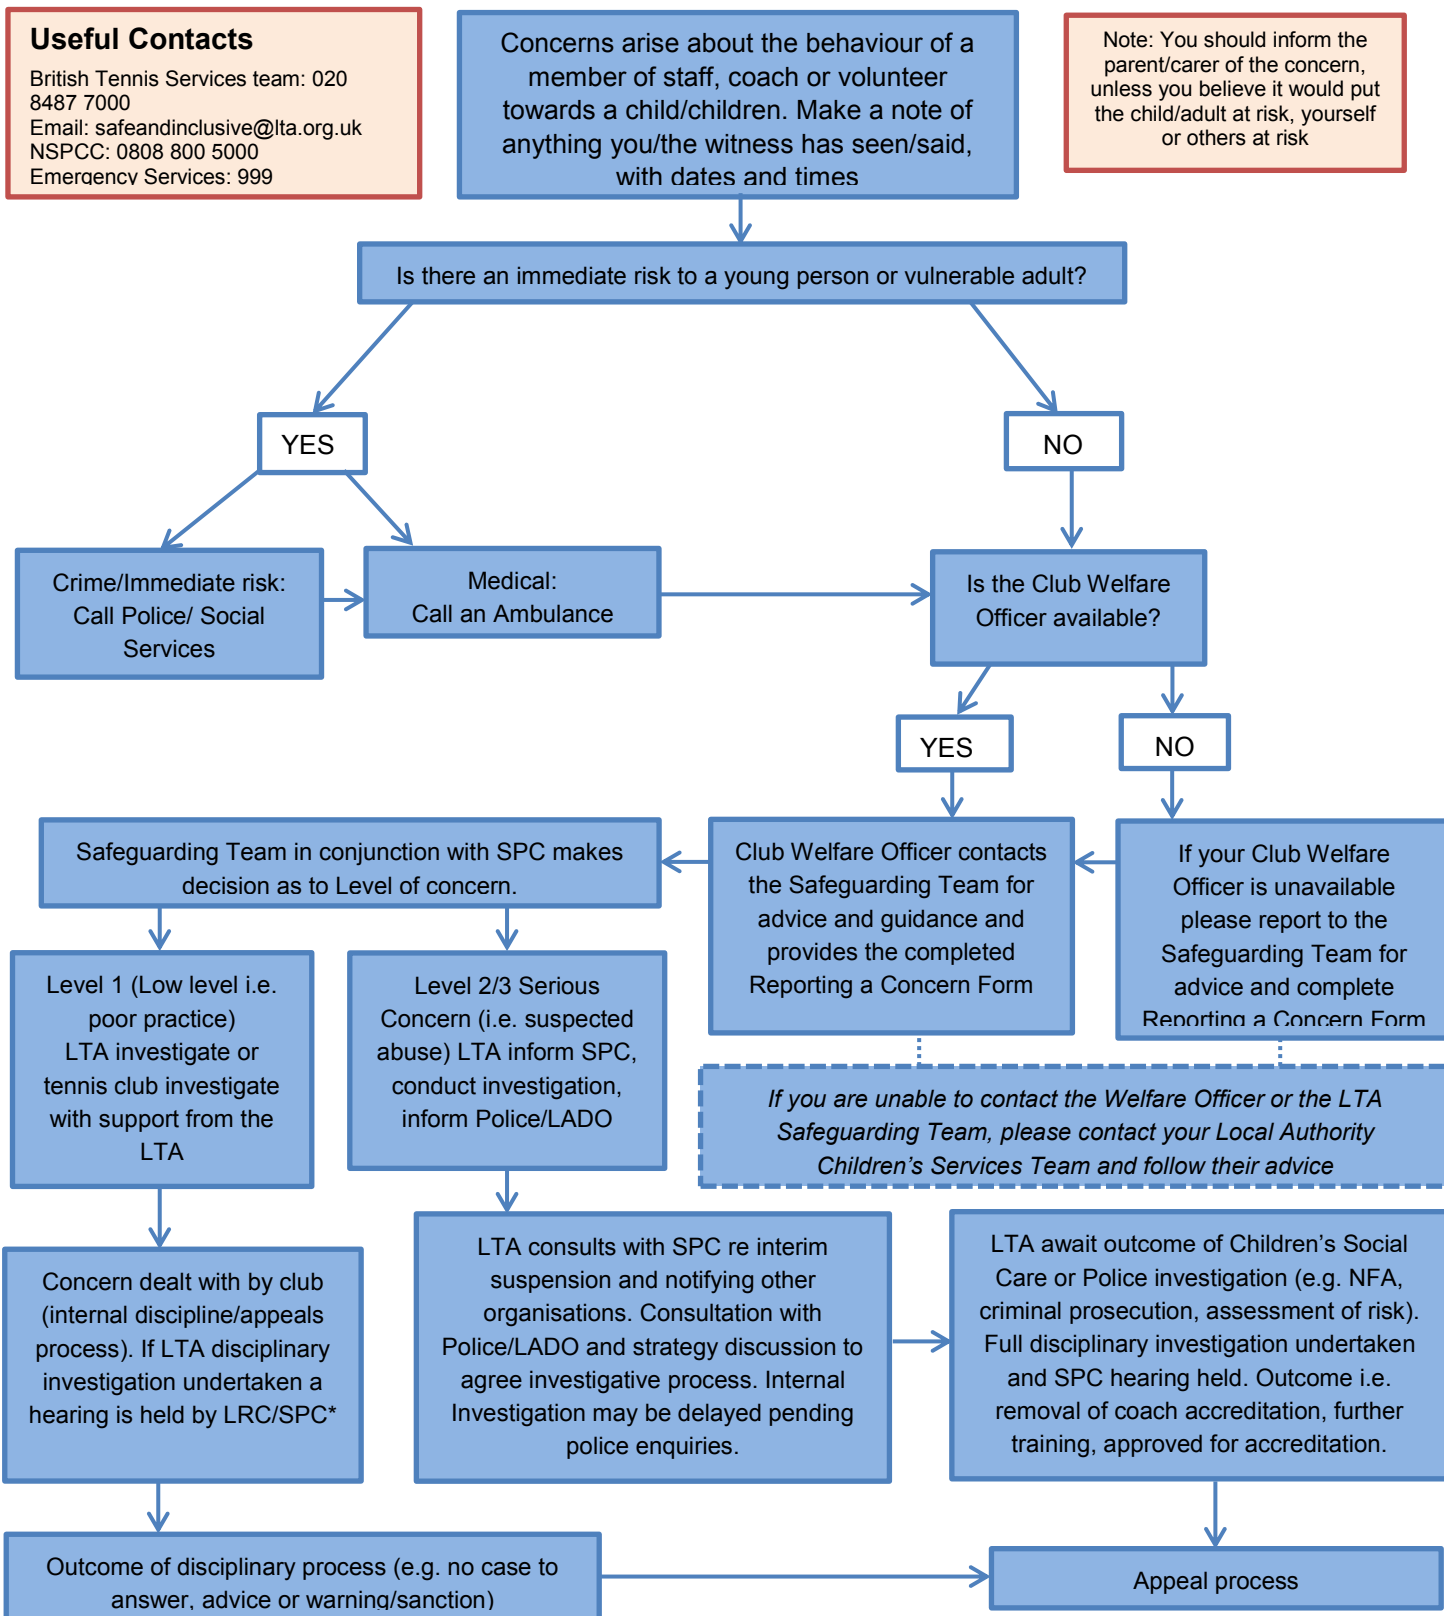 Useful Contacts
British Tennis Services team: 020
8487 7000
Email: safeandinclusive@lta.org.uk
NSPCC: 0808 800 5000
Emergency Services: 999
Concerns arise about the behaviour of a
member of staff, coach or volunteer
towards a child/children. Make a note of
anything you/the witness has seen/said,
with dates and times
Note: You should inform the
parent/carer of the concern,
unless you believe it would put
the child/adult at risk, yourself
or others at risk
Is there an immediate risk to a young person or vulnerable adult?
YES
NO
Crime/Immediate risk:
Call Police/ Social
Services
Medical:
Call an Ambulance
Is the Club Welfare
Officer available?
YES
NO
Safeguarding Team in conjunction with SPC makes
decision as to Level of concern.
Club Welfare Officer contacts
the Safeguarding Team for
advice and guidance and
provides the completed
Reporting a Concern Form
If your Club Welfare
Officer is unavailable
please report to the
Safeguarding Team for
advice and complete
Reporting a Concern Form
Level 1 (Low level i.e.
poor practice)
LTA investigate or
tennis club investigate
with support from the
LTA
Level 2/3 Serious
Concern (i.e. suspected
abuse) LTA inform SPC,
conduct investigation,
inform Police/LADO
If you are unable to contact the Welfare Officer or the LTA
Safeguarding Team, please contact your Local Authority
Children's Services Team and follow their advice
Concern dealt with by club
(internal discipline/appeals
process). If LTA disciplinary
investigation undertaken a
hearing is held by LRC/SPC*
LTA consults with SPC re interim
suspension and notifying other
organisations. Consultation with
Police/LADO and strategy discussion to
agree investigative process. Internal
Investigation may be delayed pending
police enquiries.
LTA await outcome of Children's Social
Care or Police investigation (e.g. NFA,
criminal prosecution, assessment of risk).
Full disciplinary investigation undertaken
and SPC hearing held. Outcome i.e.
removal of coach accreditation, further
training, approved for accreditation.
Outcome of disciplinary process (e.g. no case to
answer, advice or warning/sanction)
Appeal process